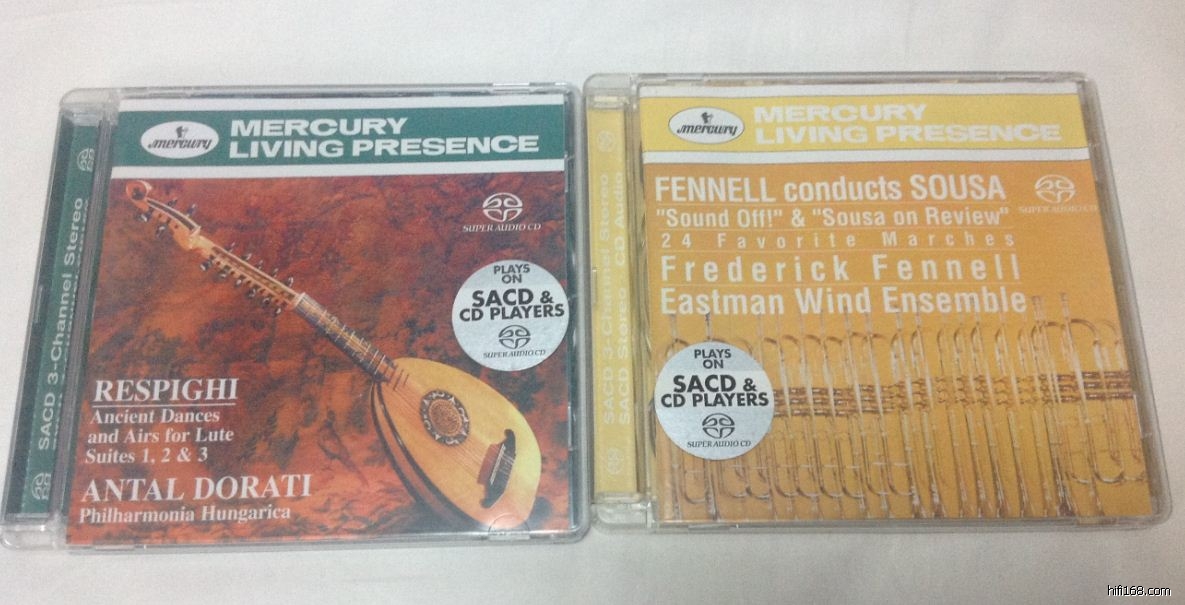 mercury
MERCURY
LIVING PRESENCE
SUPER AUDIO CD
PLAYS
ON
SACD &
CD PLAYERS
SUPER AUDIO CD
RESPIGHI
Ancient Dances
and Airs for Lute
Suites 1, 2 & 3
ANTAL DORATI
Philharmonia Hungarica
SACD 3-Channel Stereo
mercury
MERCURY
LIVING PRESENCE
FENNELL conducts SOUSA
"Sound Off!" & "Sousa on Review"
24 Favorite Marches
Frederick Fennell
Eastman Wind Ensemble
SUPER AUDIO CD
PLAYS
ON
SACD &
CD PLAYERS
SUPER AUDIO CD
SACD 3-Channel Stereo
SACD Stereo CD Audio
hifi168.com